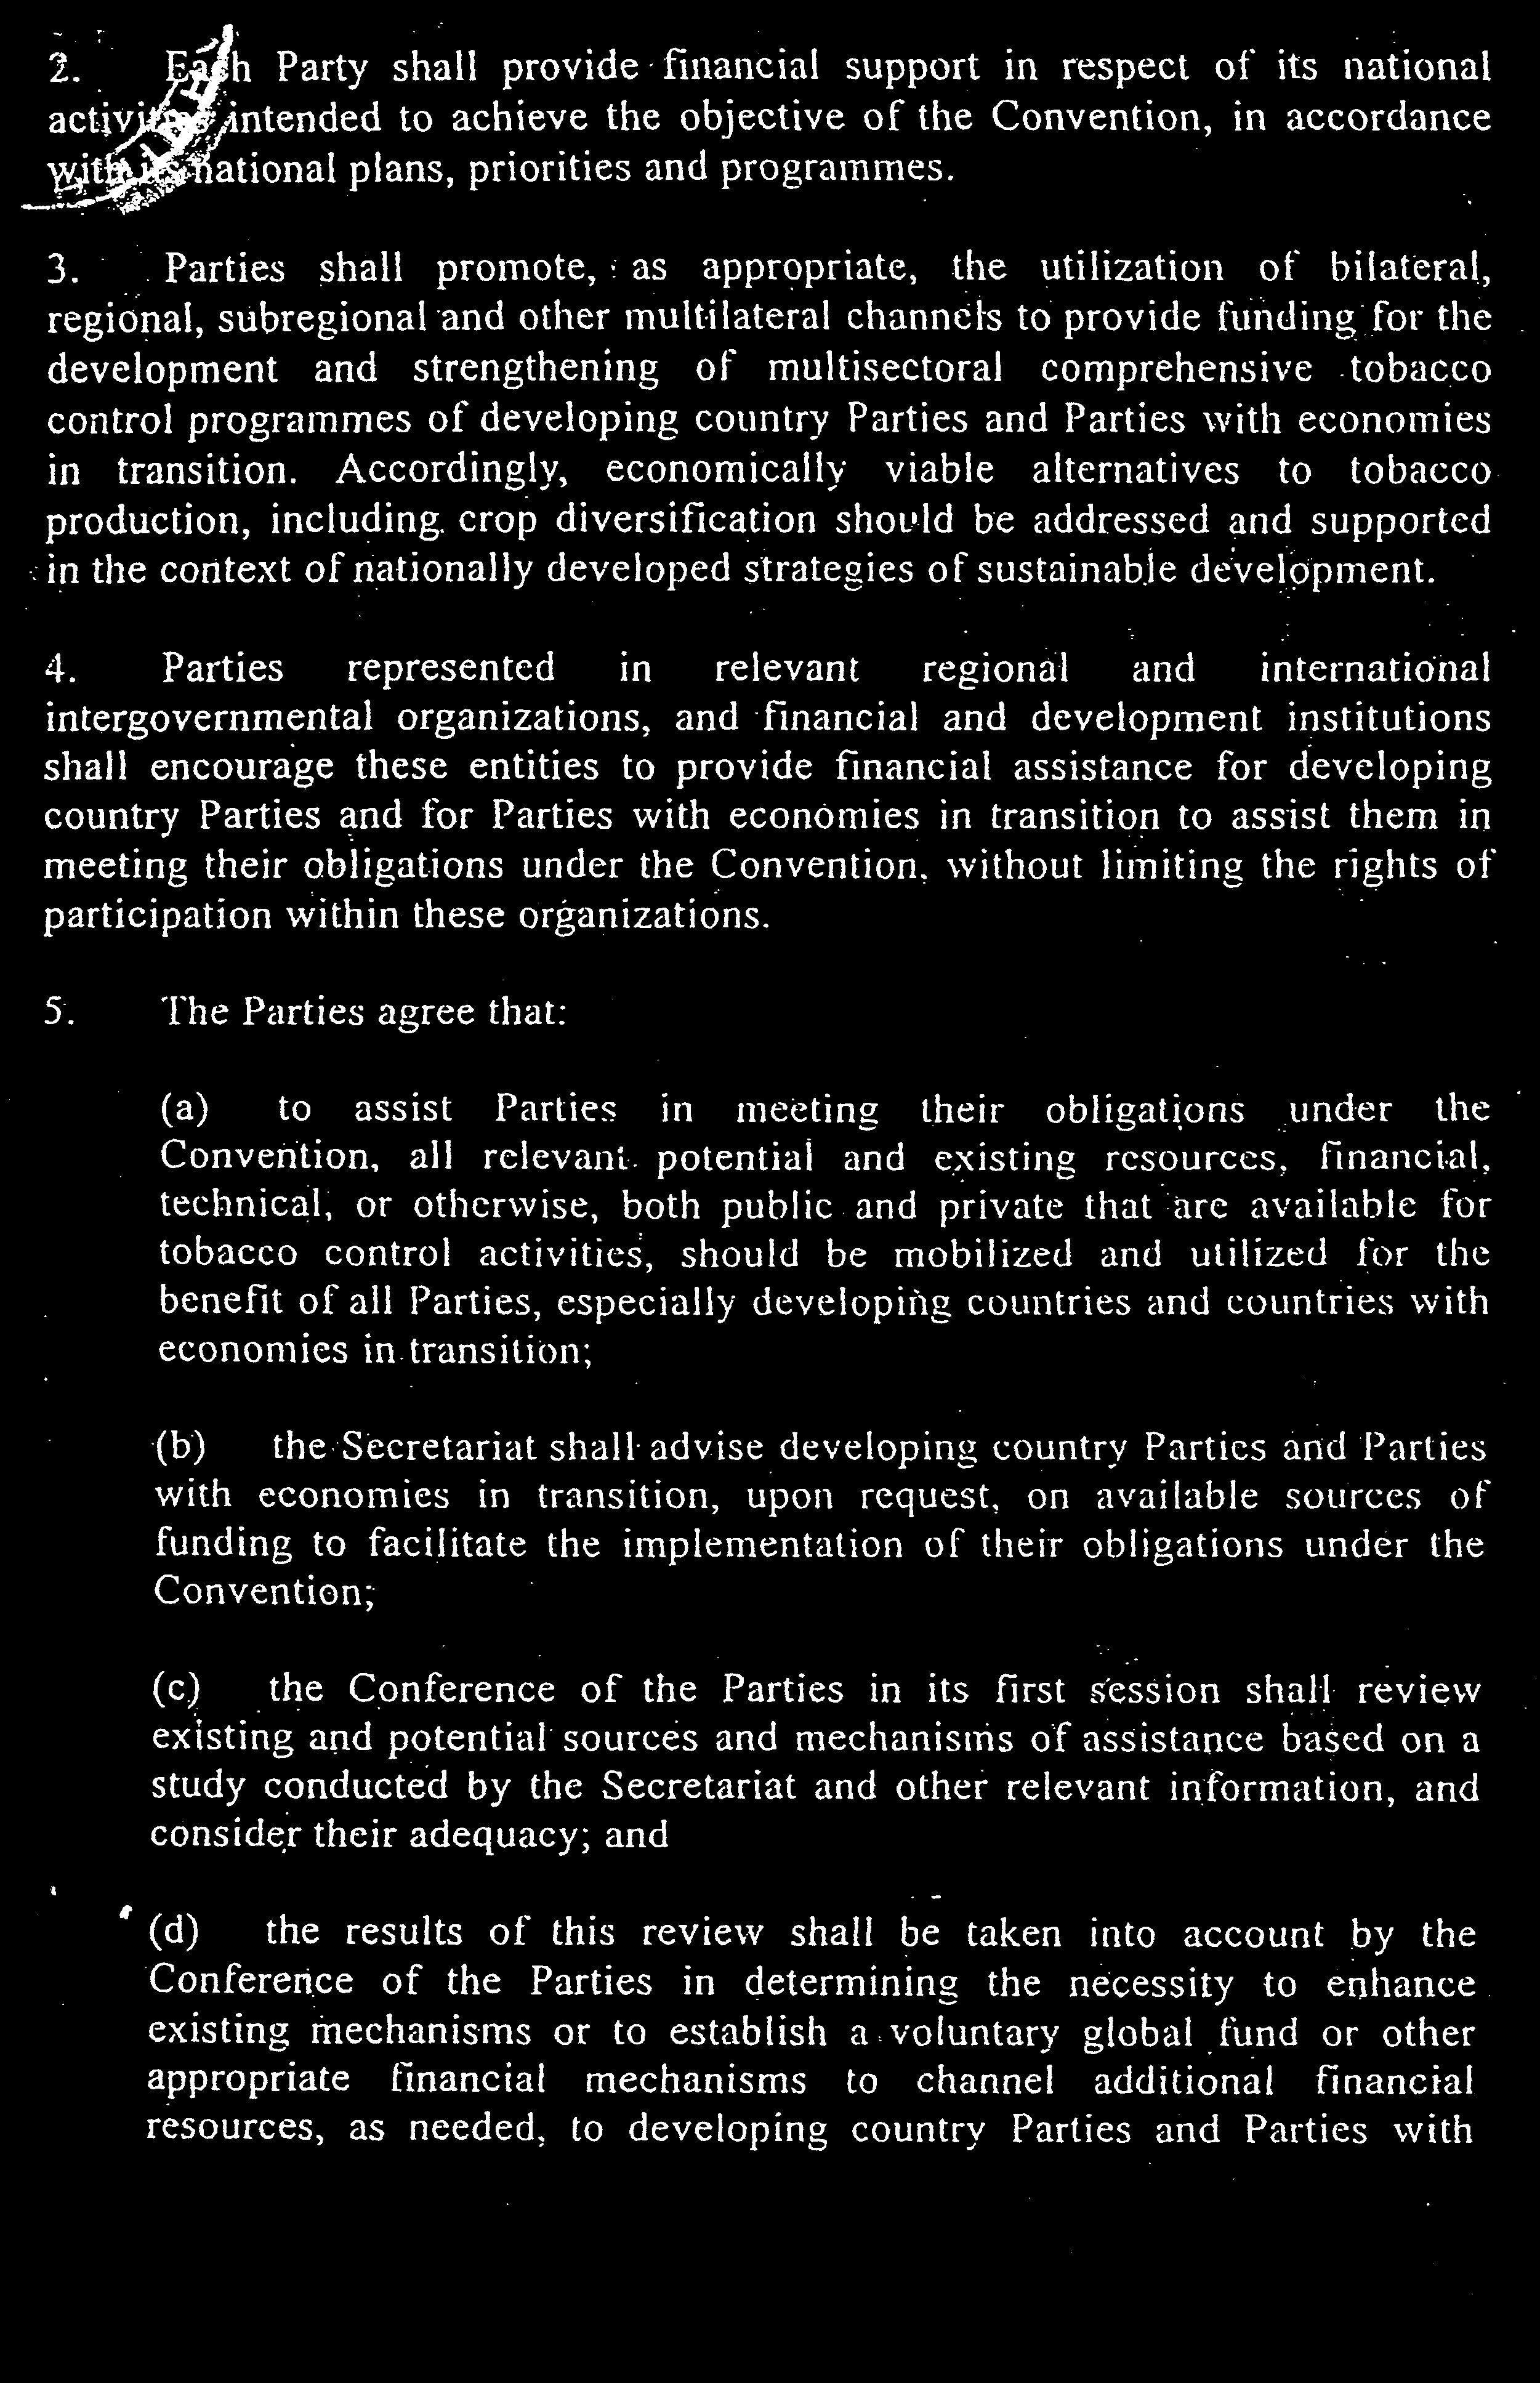 2. Each Party shall provide financial support in respect of its national
activities intended to achieve the objective of the Convention, in accordance
with its national plans, priorities and programmes.
3. Parties shall promote, as appropriate, the utilization of bilateral,
regional, subregional and other multilateral channels to provide funding for the
development and strengthening of multisectoral comprehensive tobacco
control programmes of developing country Parties and Parties with economies
in transition. Accordingly, economically viable alternatives to tobacco
production, including crop diversification should be addressed and supported
in the context of nationally developed strategies of sustainable development.
4. Parties represented in relevant regional and international
intergovernmental organizations, and financial and development institutions
shall encourage these entities to provide financial assistance for developing
country Parties and for Parties with economies in transition to assist them in
meeting their obligations under the Convention, without limiting the rights of
participation within these organizations.
5. The Parties agree that:
(a) to assist Parties in meeting their obligations under the
Convention, all relevant potential and existing resources, financial,
technical, or otherwise, both public and private that are available for
tobacco control activities, should be mobilized and utilized for the
benefit of all Parties, especially developing countries and countries with
economies in transition;
(b) the Secretariat shall advise developing country Parties and Parties
with economies in transition, upon request, on available sources of
funding to facilitate the implementation of their obligations under the
Convention;
(c) the Conference of the Parties in its first session shall review
existing and potential sources and mechanisms of assistance based on a
study conducted by the Secretariat and other relevant information, and
consider their adequacy; and
(d) the results of this review shall be taken into account by the
Conference of the Parties in determining the necessity to enhance
existing mechanisms or to establish a voluntary global fund or other
appropriate financial mechanisms to channel additional financial
resources, as needed, to developing country Parties and Parties with